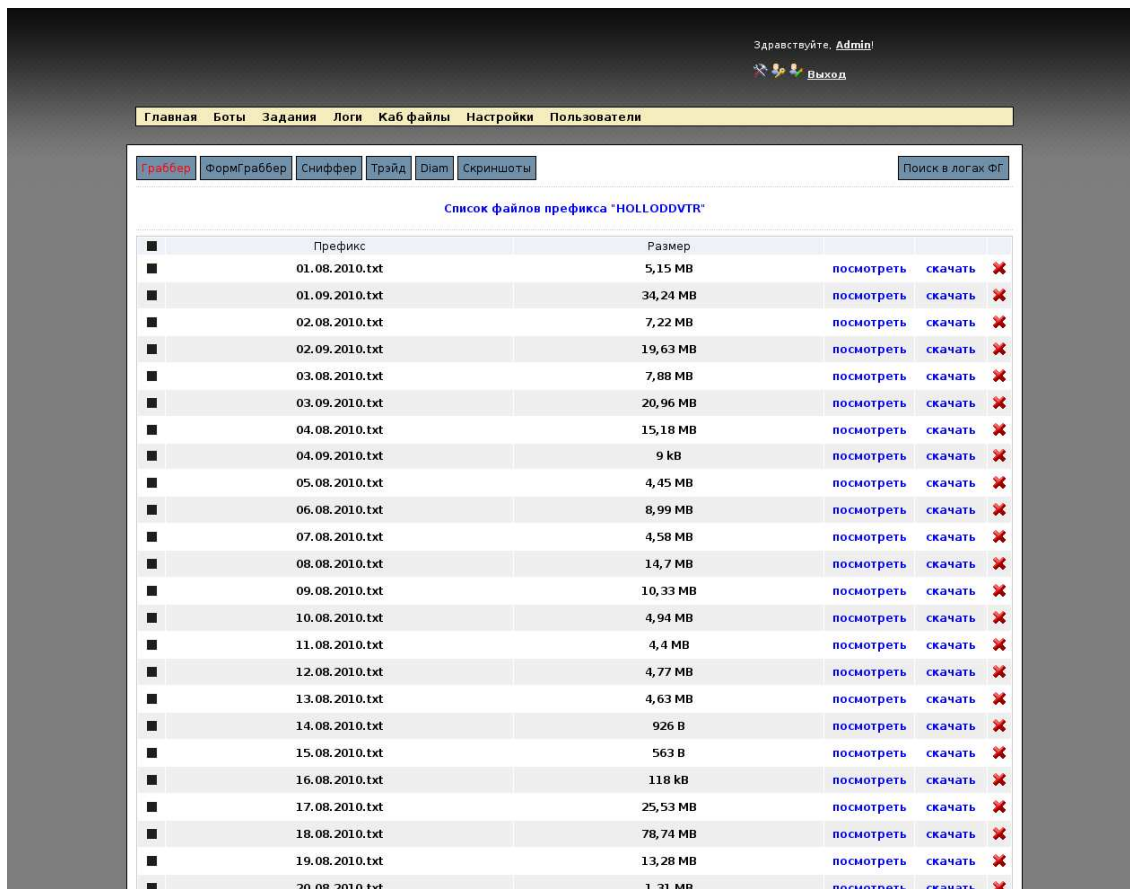 Здравствуйте, Admin!
Выход
Главная Боты Задания Логи Каб файлы Настройки Пользователи
Граббер ФормГраббер Сниффер Трэйд Diam Скриншоты Поиск в логах ФГ
Список файлов префикса "HOLLODDVTR"
Префикс Размер
01.08.2010.txt 5,15 MB посмотреть скачать
01.09.2010.txt 34,24 MB посмотреть скачать
02.08.2010.txt 7,22 MB посмотреть скачать
02.09.2010.txt 19,63 MB посмотреть скачать
03.08.2010.txt 7,88 MB посмотреть скачать
03.09.2010.txt 20,96 MB посмотреть скачать
04.08.2010.txt 15,18 MB посмотреть скачать
04.09.2010.txt 9 kB посмотреть скачать
05.08.2010.txt 4,45 MB посмотреть скачать
06.08.2010.txt 8,99 MB посмотреть скачать
07.08.2010.txt 4,58 MB посмотреть скачать
08.08.2010.txt 14,7 MB посмотреть скачать
09.08.2010.txt 10,33 MB посмотреть скачать
10.08.2010.txt 4,94 MB посмотреть скачать
11.08.2010.txt 4,4 MB посмотреть скачать
12.08.2010.txt 4,77 MB посмотреть скачать
13.08.2010.txt 4,63 MB посмотреть скачать
14.08.2010.txt 926 B посмотреть скачать
15.08.2010.txt 563 B посмотреть скачать
16.08.2010.txt 118 kB посмотреть скачать
17.08.2010.txt 25,53 MB посмотреть скачать
18.08.2010.txt 78,74 MB посмотреть скачать
19.08.2010.txt 13,28 MB посмотреть скачать
20.08.2010.txt 1,31 MB посмотреть скачать